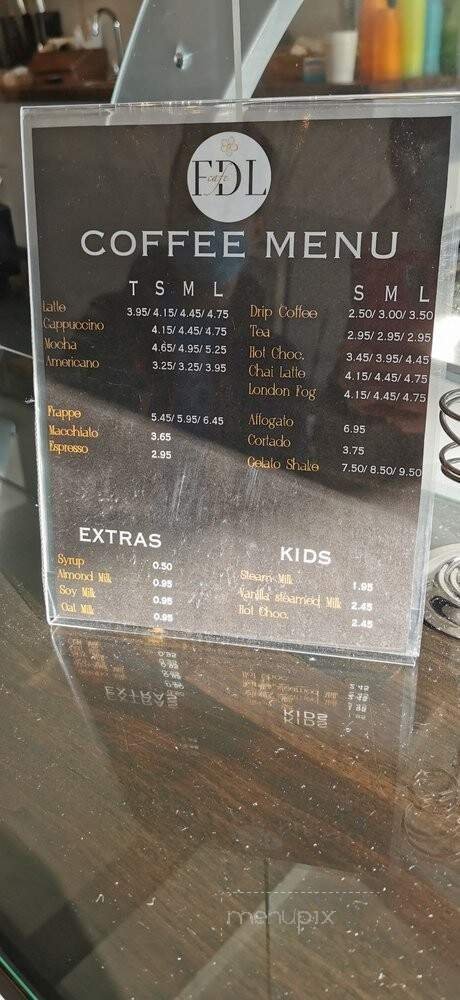 FDL
cafe
COFFEE MENU
T S M L
Latte 3.95/ 4.15/ 4.45/ 4.75
Cappuccino 4.15/ 4.45/ 4.75
Mocha 4.65/ 4.95/ 5.25
Americano 3.25/ 3.25/ 3.95
Frappe 5.45/ 5.95/ 6.45
Macchiato 3.65
Espresso 2.95
S M L
Drip Coffee 2.50/ 3.00/ 3.50
Tea 2.95/ 2.95/ 2.95
Hot Choc. 3.45/ 3.95/ 4.45
Chai Latte 4.15/ 4.45/ 4.75
London Fog 4.15/ 4.45/ 4.75
Affogato 6.95
Cortado 3.75
Gelato Shake 7.50/ 8.50/ 9.50
EXTRAS
Syrup 0.50
Almond Milk 0.95
Soy Milk 0.95
Oat Milk 0.95
KIDS
Steam Milk 1.95
Vanilla steamed Milk 2.45
Hot Choc. 2.45
menupix